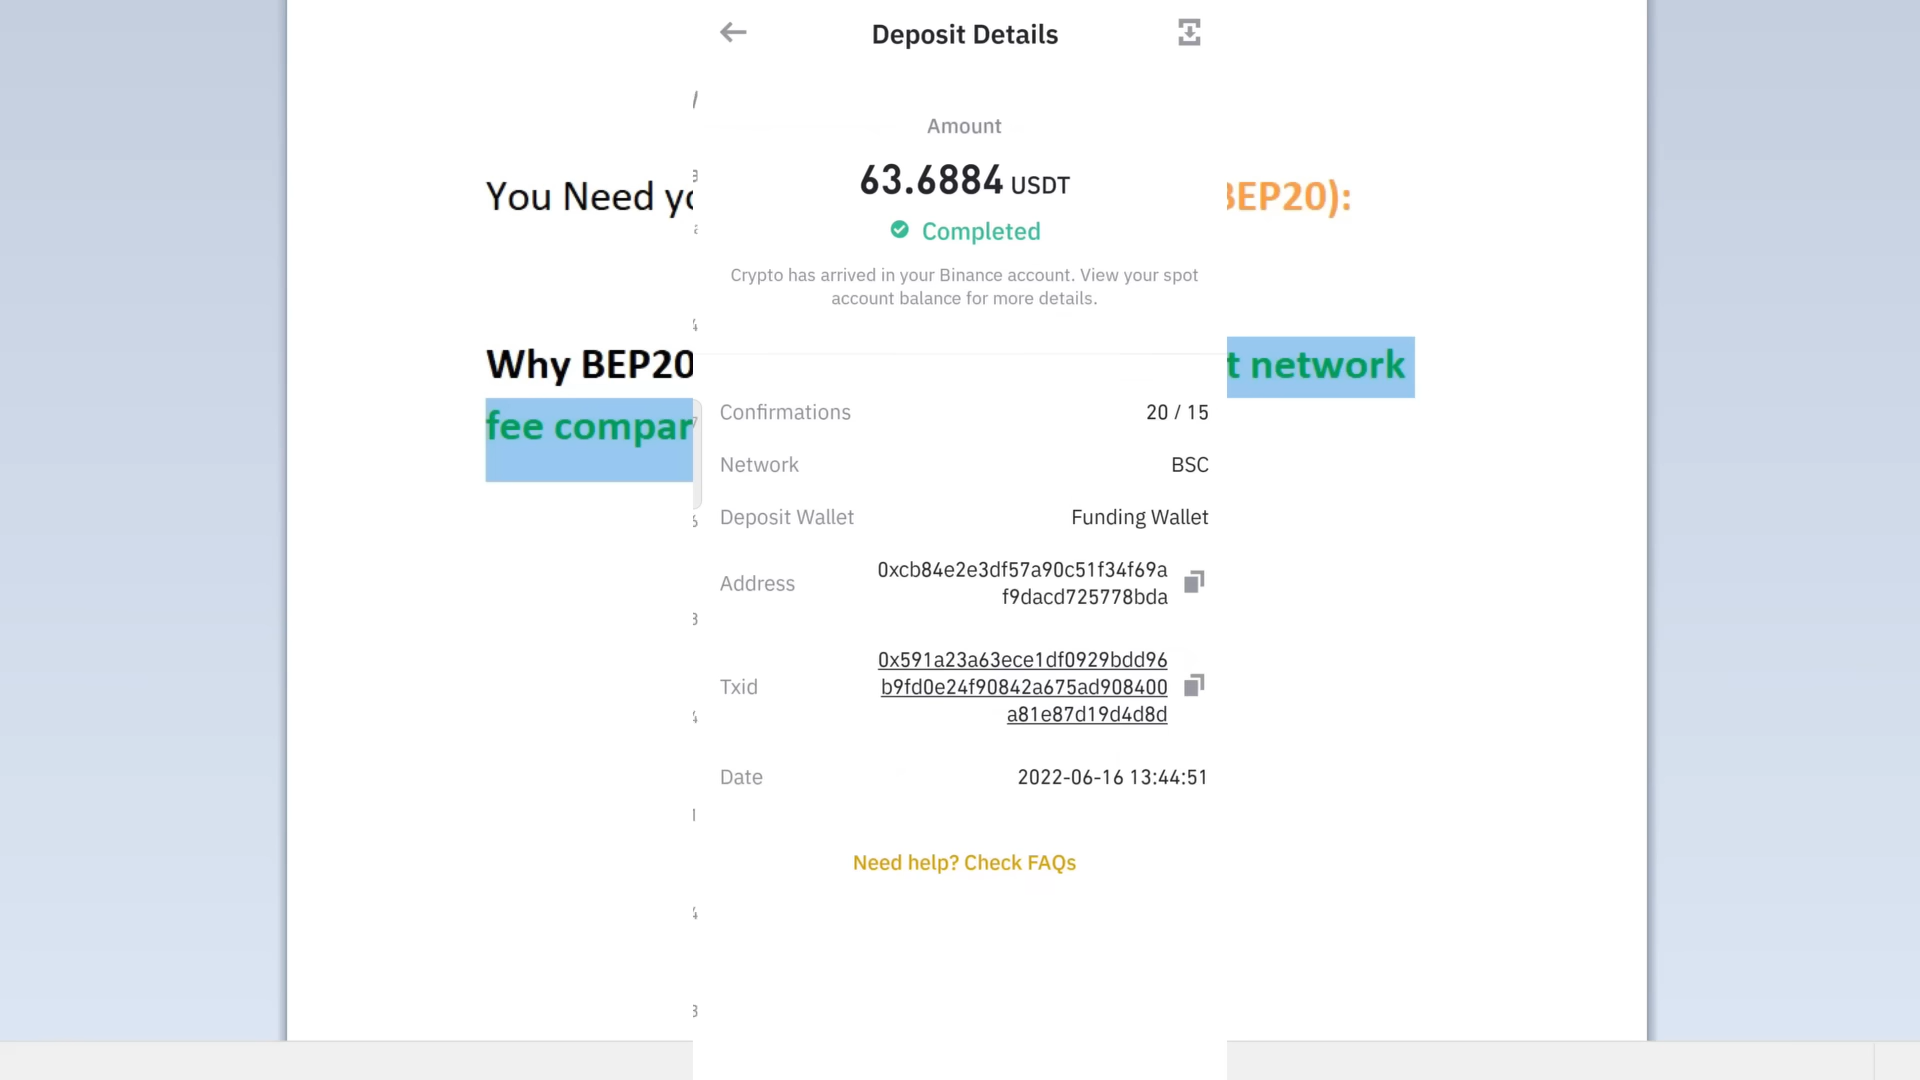 Deposit Details
Amount
63.6884 USDT
Completed
Crypto has arrived in your Binance account. View your spot
account balance for more details.
Confirmations 20 / 15
Network BSC
Deposit Wallet Funding Wallet
Address 0xcb84e2e3df57a90c51f34f69a
f9dacd725778bda
Txid 0x591a23a63ece1df0929bdd96
b9fd0e24f90842a675ad908400
a81e87d19d4d8d
Date 2022-06-16 13:44:51
Need help? Check FAQs
You Need
BEP20):
Why BEP20
network
fee compar